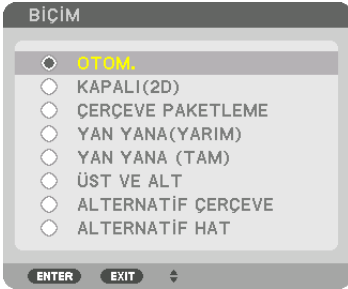 BİÇİM
OTOM.
KAPALI(2D)
ÇERÇEVE PAKETLEME
YAN YANA(YARIM)
YAN YANA (TAM)
ÜST VE ALT
ALTERNATİF ÇERÇEVE
ALTERNATİF HAT
ENTER EXIT